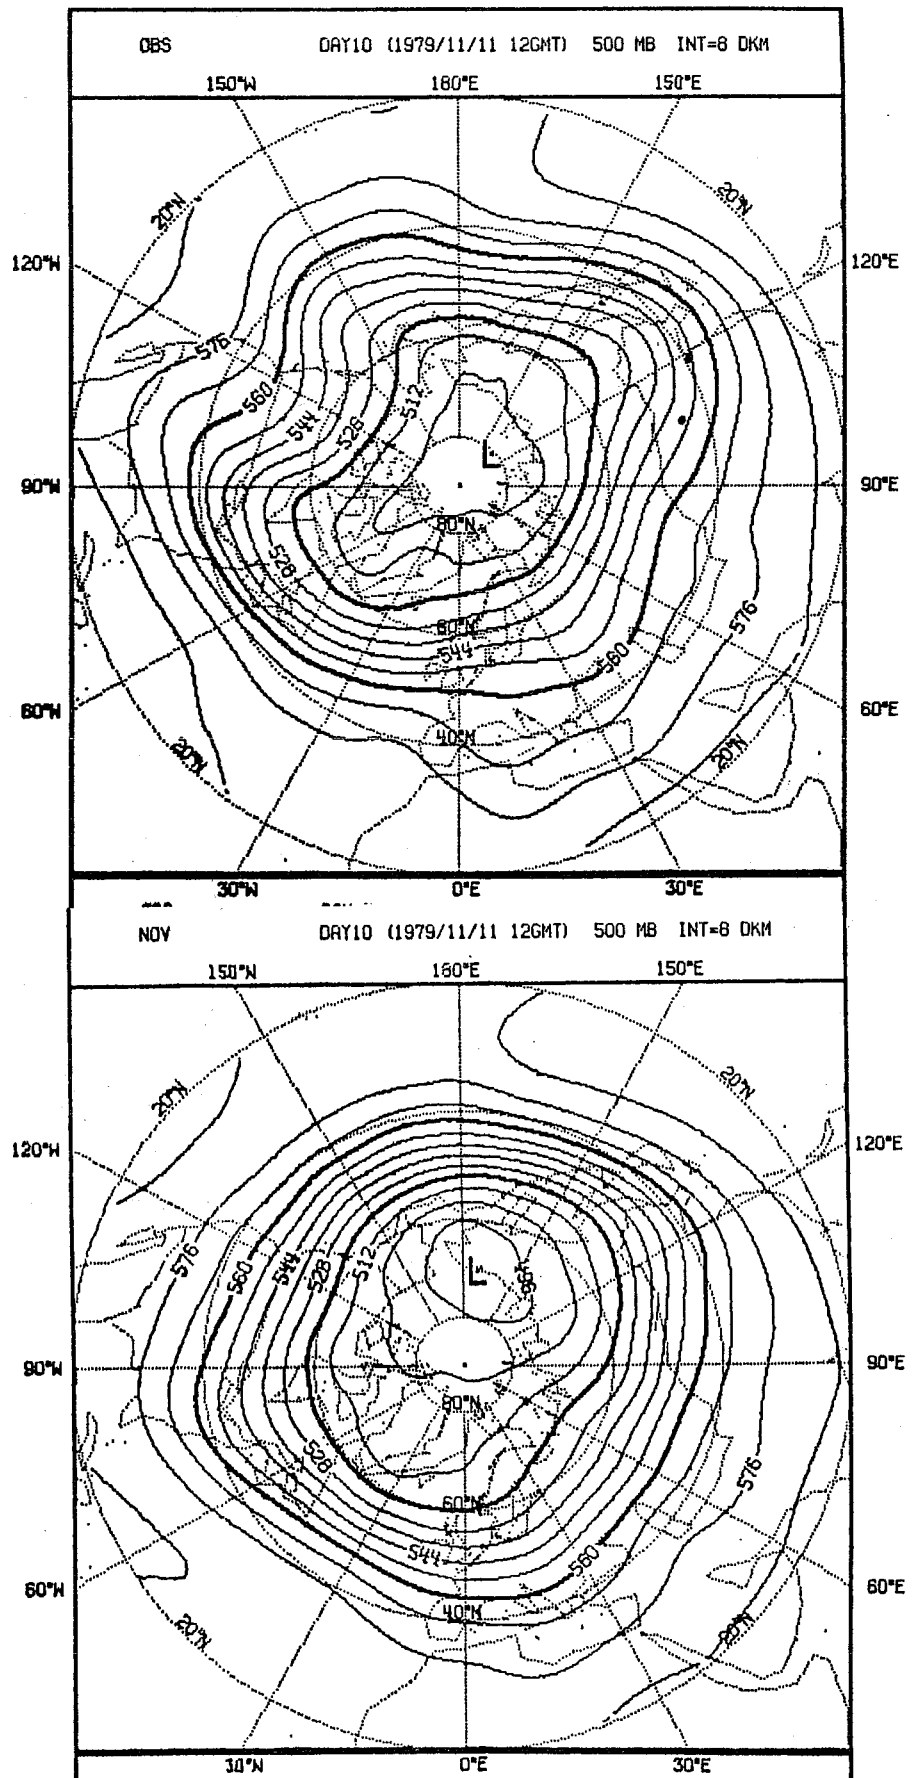 OBS DAY10 (1979/11/11 12GMT) 500 MB INT=8 DKM
150°W 180°E 150°E
20°N 20°N
120°W 120°E
576
560
544
528
512
L
90°W 90°E
80°N
528
60°N
544
560
576
40°N
60°W 60°E
20°N 20°N
30°W 0°E 30°E
NOV DAY10 (1979/11/11 12GMT) 500 MB INT=8 DKM
150°W 180°E 150°E
20°N 20°N
120°W 120°E
576
560
544
528
512
L
496
90°W 90°E
80°N
528
576
60°N
544
560
40°N
60°W 60°E
20°N 20°N
30°W 0°E 30°E